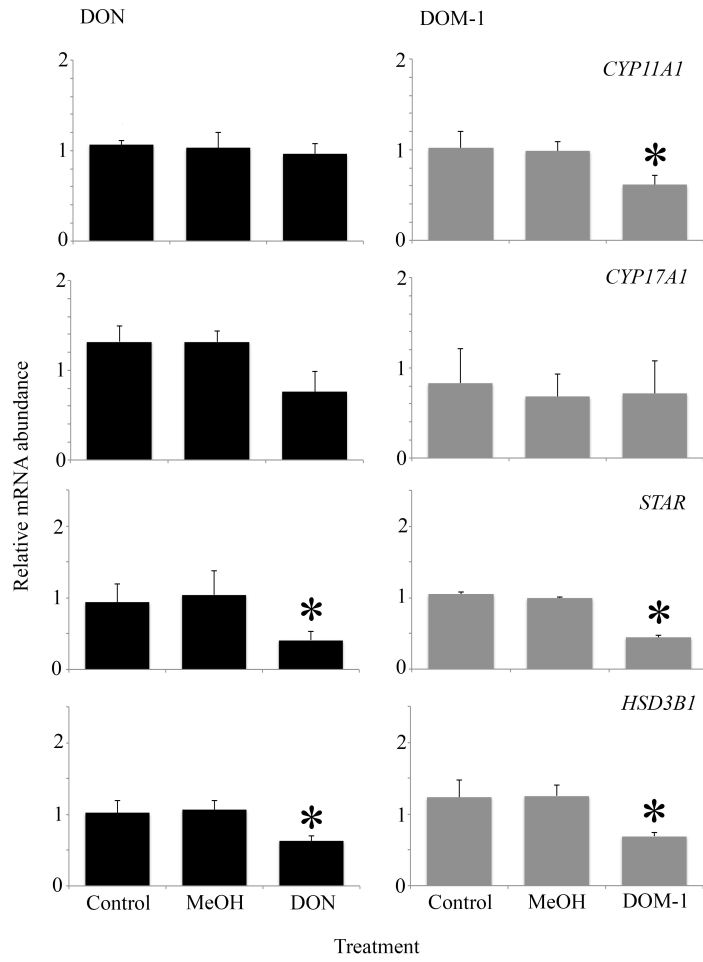 DON
DOM-1
CYP11A1
2
1
0
2
1
*
0
CYP17A1
2
1
0
2
1
0
STAR
2
1
*
0
2
1
*
0
HSD3B1
2
1
*
0
2
1
*
0
Control MeOH DON
Control MeOH DOM-1
Relative mRNA abundance
Treatment